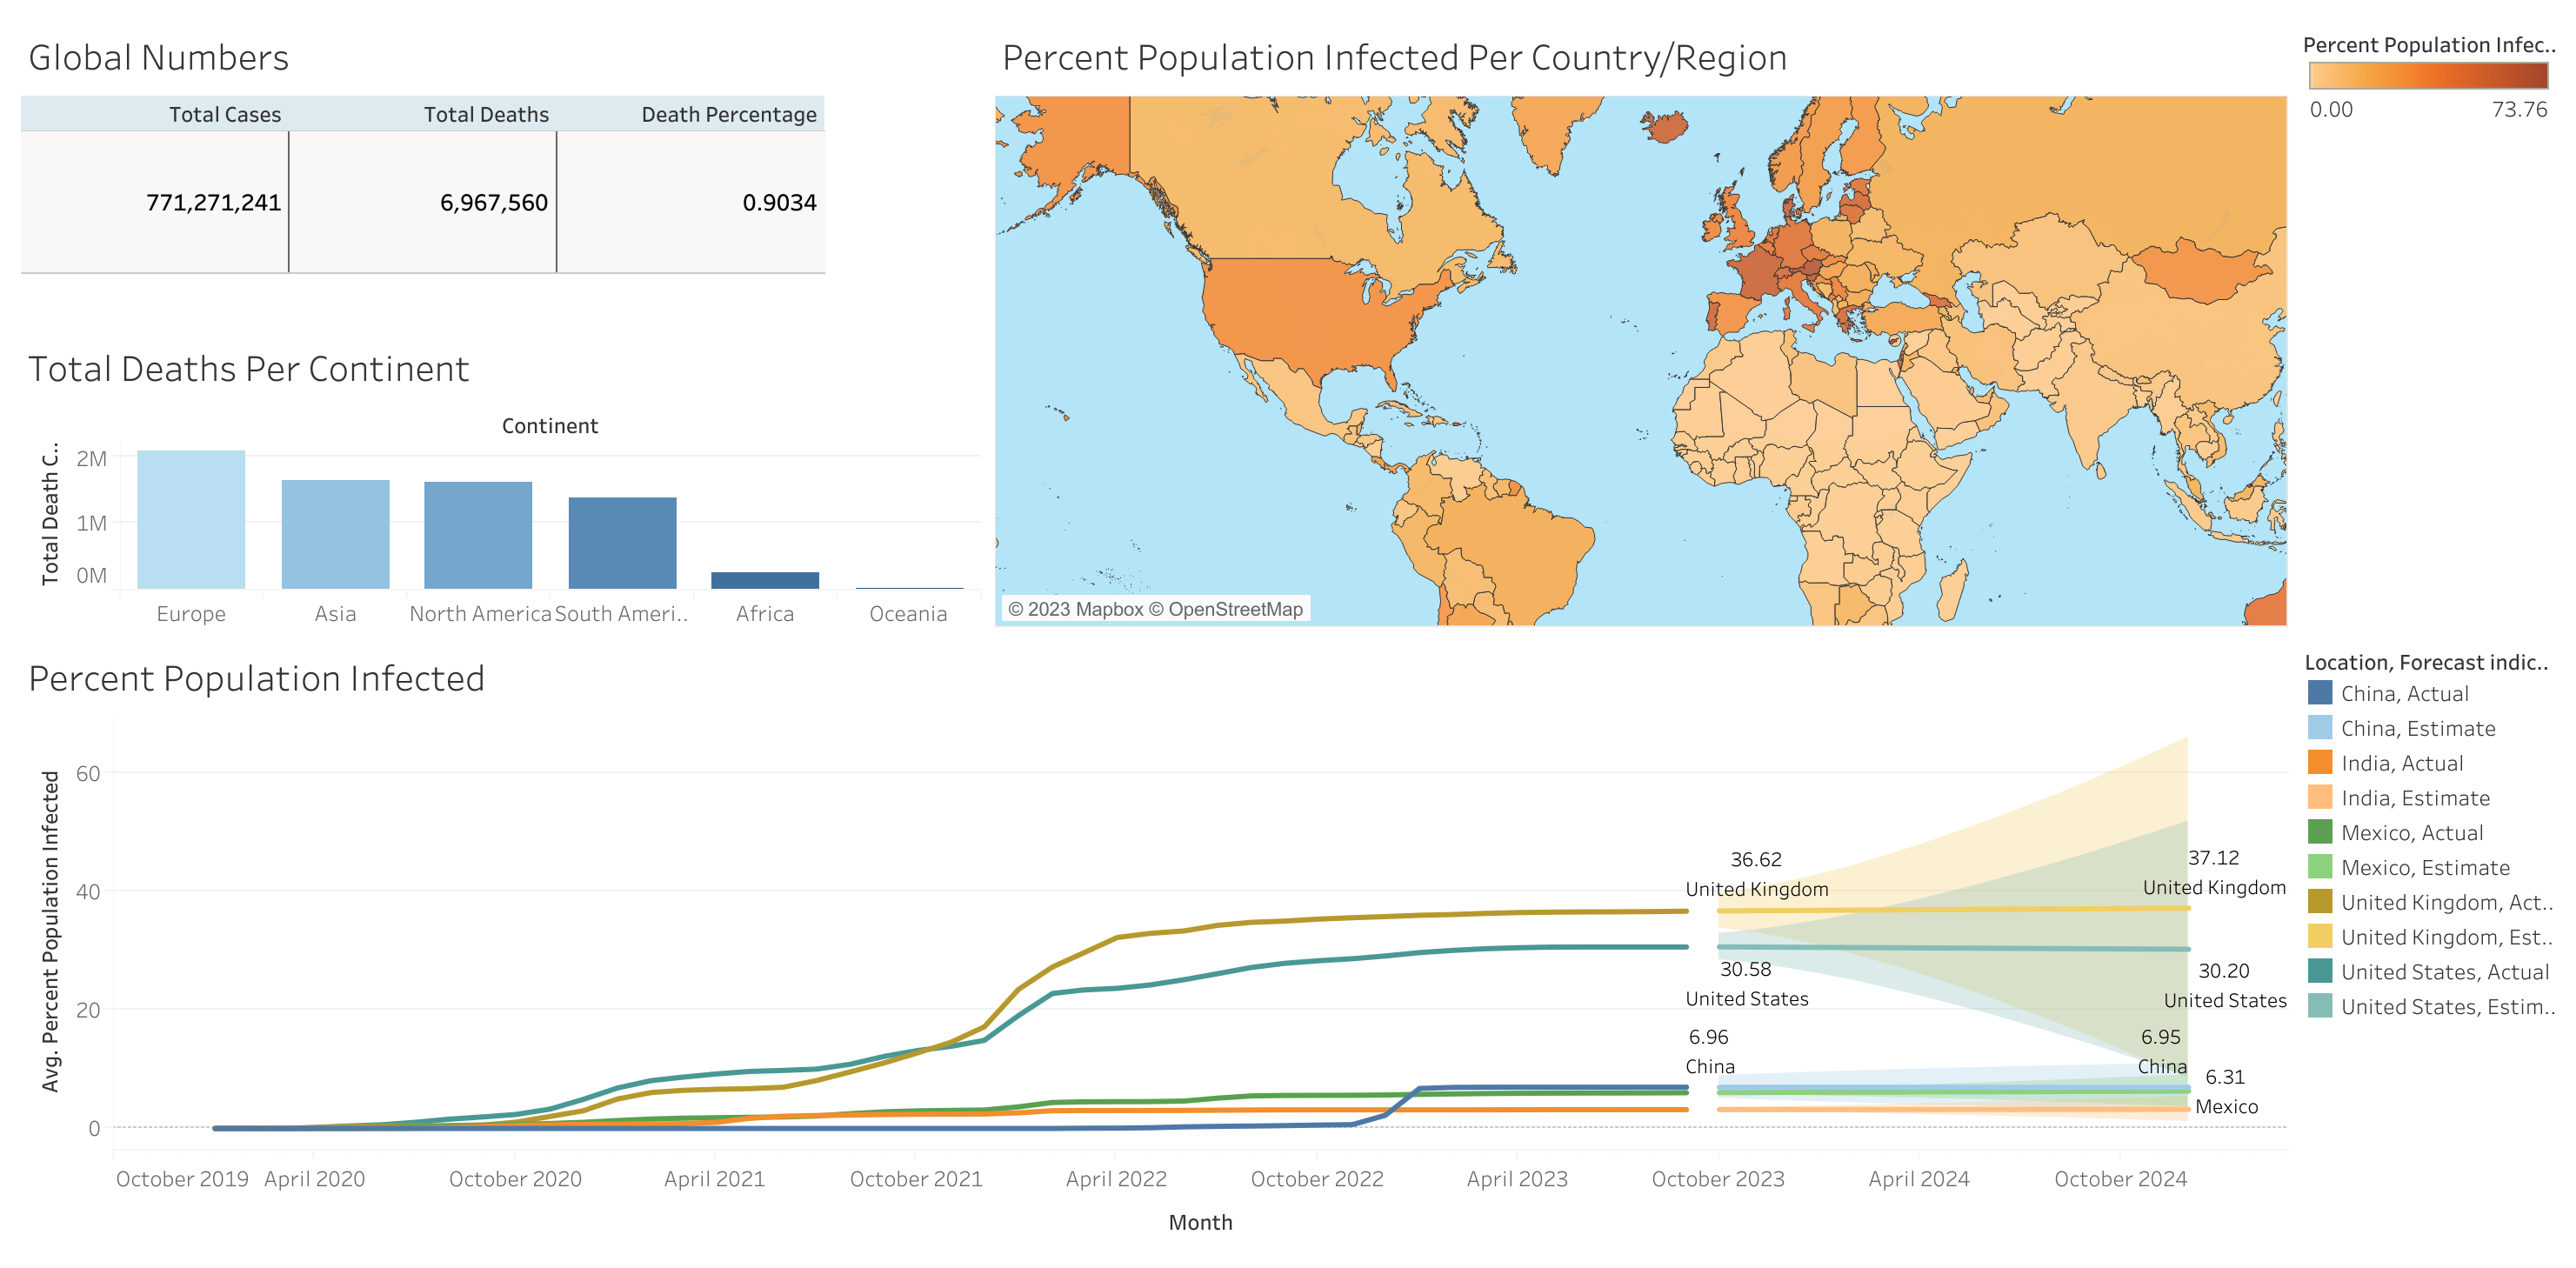 Global Numbers
Total Cases Total Deaths Death Percentage
771,271,241 6,967,560 0.9034
Total Deaths Per Continent
Continent
Total Death C..
2M
1M
0M
Europe Asia North America South Ameri.. Africa Oceania
Percent Population Infected Per Country/Region
© 2023 Mapbox © OpenStreetMap
Percent Population Infec..
0.00 73.76
Percent Population Infected
Avg. Percent Population Infected
60
40
20
0
36.62
United Kingdom
37.12
United Kingdom
30.58
United States
30.20
United States
6.96
China
6.95
China
6.31
Mexico
October 2019 April 2020 October 2020 April 2021 October 2021 April 2022 October 2022 April 2023 October 2023 April 2024 October 2024
Month
Location, Forecast indic..
China, Actual
China, Estimate
India, Actual
India, Estimate
Mexico, Actual
Mexico, Estimate
United Kingdom, Act..
United Kingdom, Est..
United States, Actual
United States, Estim..